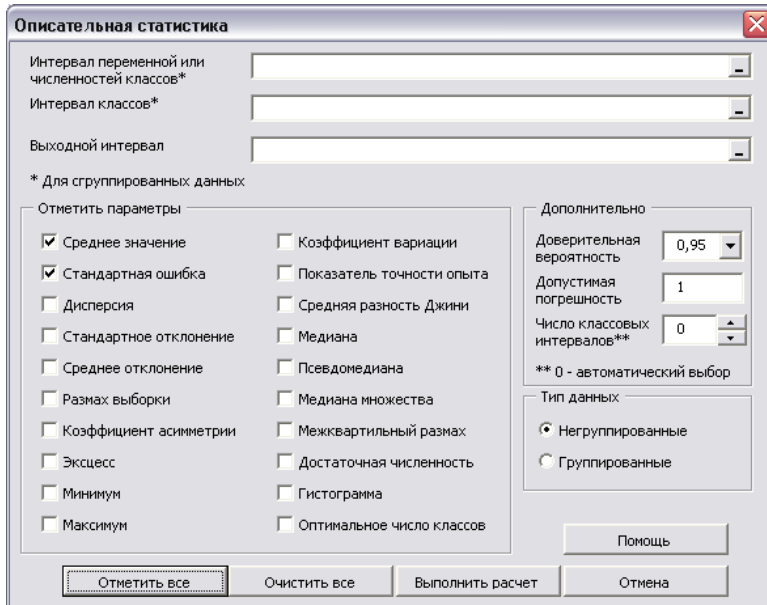 Описательная статистика
Интервал переменной или
численностей классов*
Интервал классов*
Выходной интервал
* Для сгруппированных данных
Отметить параметры
Среднее значение
Стандартная ошибка
Дисперсия
Стандартное отклонение
Среднее отклонение
Размах выборки
Коэффициент асимметрии
Эксцесс
Минимум
Максимум
Коэффициент вариации
Показатель точности опыта
Средняя разность Джини
Медиана
Псевдомедиана
Медиана множества
Межквартильный размах
Достаточная численность
Гистограмма
Оптимальное число классов
Дополнительно
Доверительная
вероятность
0,95
Допустимая
погрешность
1
Число классовых
интервалов**
0
** 0 - автоматический выбор
Тип данных
Негруппированные
Группированные
Помощь
Отметить все
Очистить все
Выполнить расчет
Отмена